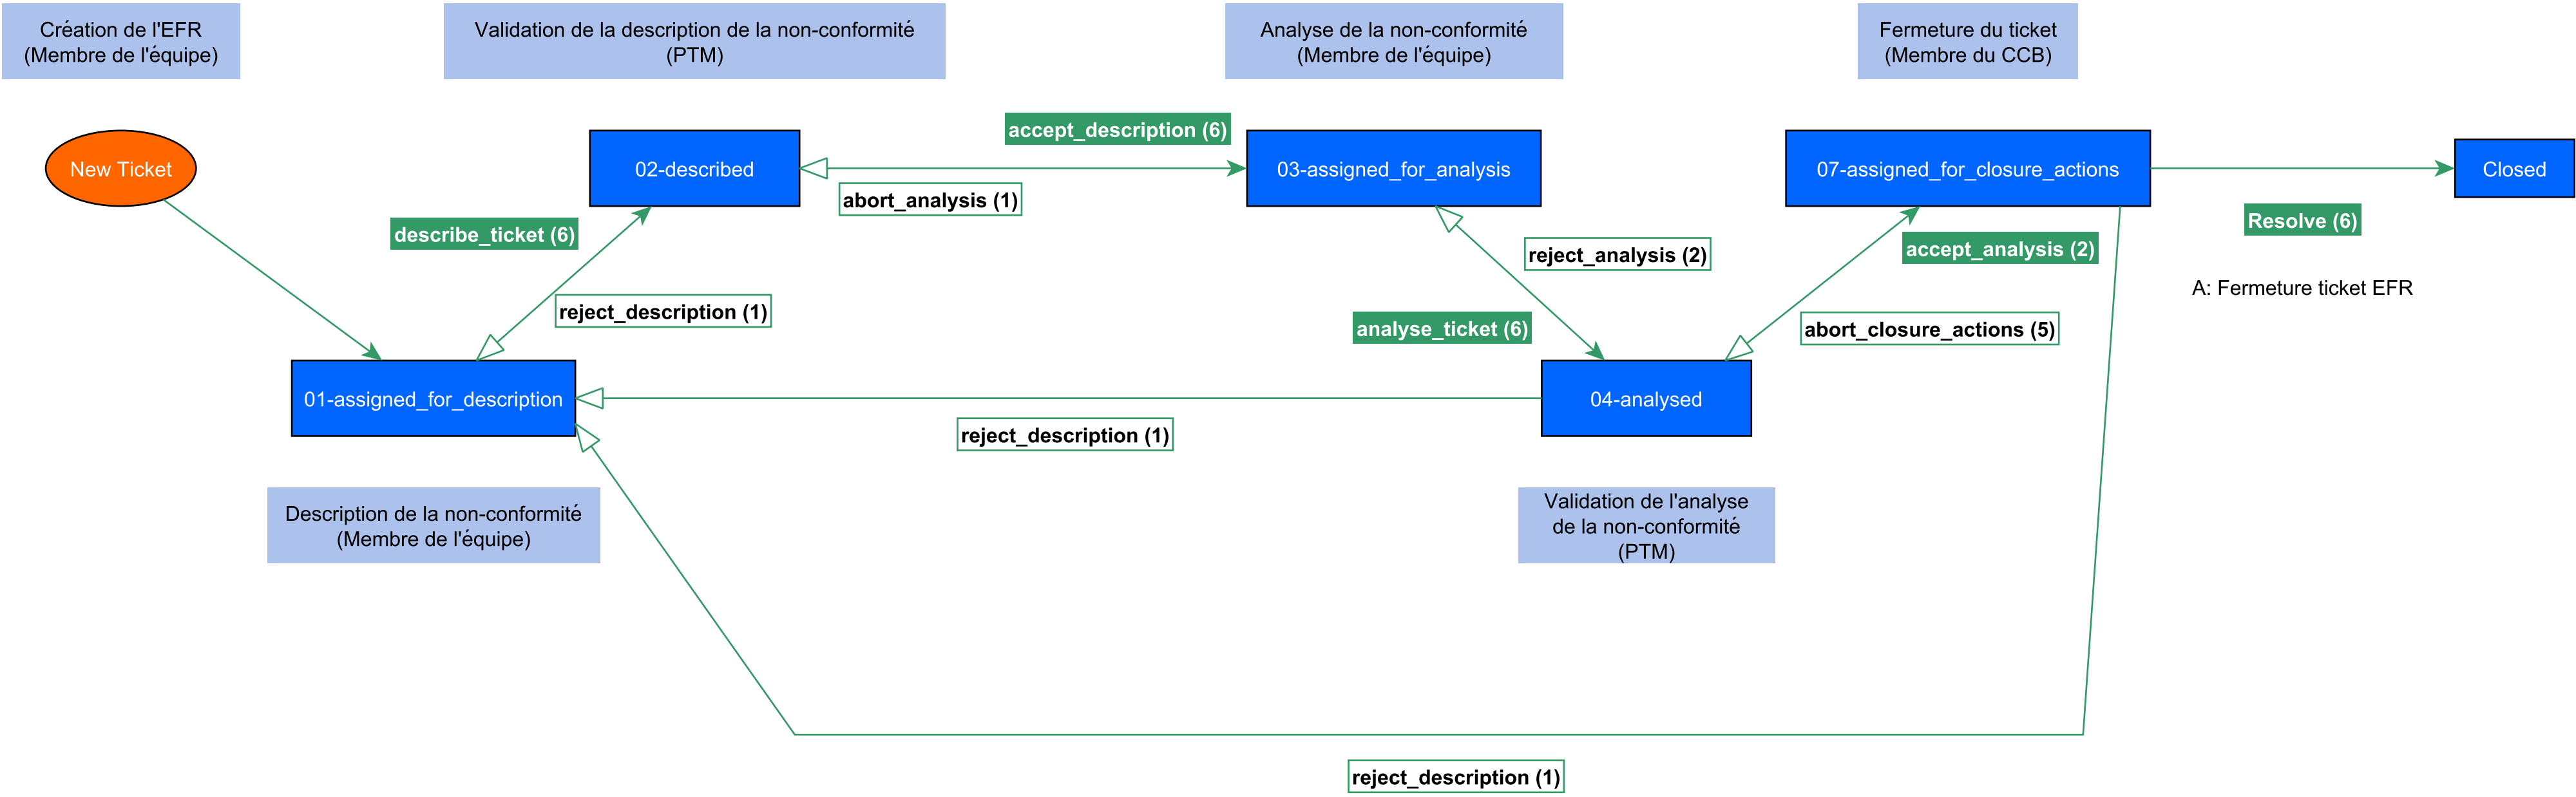 Création de l'EFR
(Membre de l'équipe)
Validation de la description de la non-conformité
(PTM)
Analyse de la non-conformité
(Membre de l'équipe)
Fermeture du ticket
(Membre du CCB)
New Ticket
02-described
accept_description (6)
abort_analysis (1)
03-assigned_for_analysis
07-assigned_for_closure_actions
Closed
describe_ticket (6)
reject_description (1)
reject_analysis (2)
analyse_ticket (6)
accept_analysis (2)
abort_closure_actions (5)
Resolve (6)
A: Fermeture ticket EFR
01-assigned_for_description
reject_description (1)
04-analysed
Description de la non-conformité
(Membre de l'équipe)
Validation de l'analyse
de la non-conformité
(PTM)
reject_description (1)